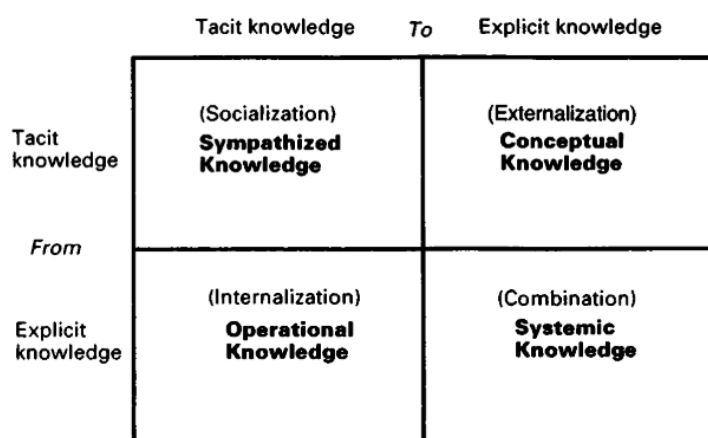 Tacit knowledge To Explicit knowledge
Tacit
knowledge
(Socialization)
Sympathized
Knowledge
(Externalization)
Conceptual
Knowledge
From
Explicit
knowledge
(Internalization)
Operational
Knowledge
(Combination)
Systemic
Knowledge